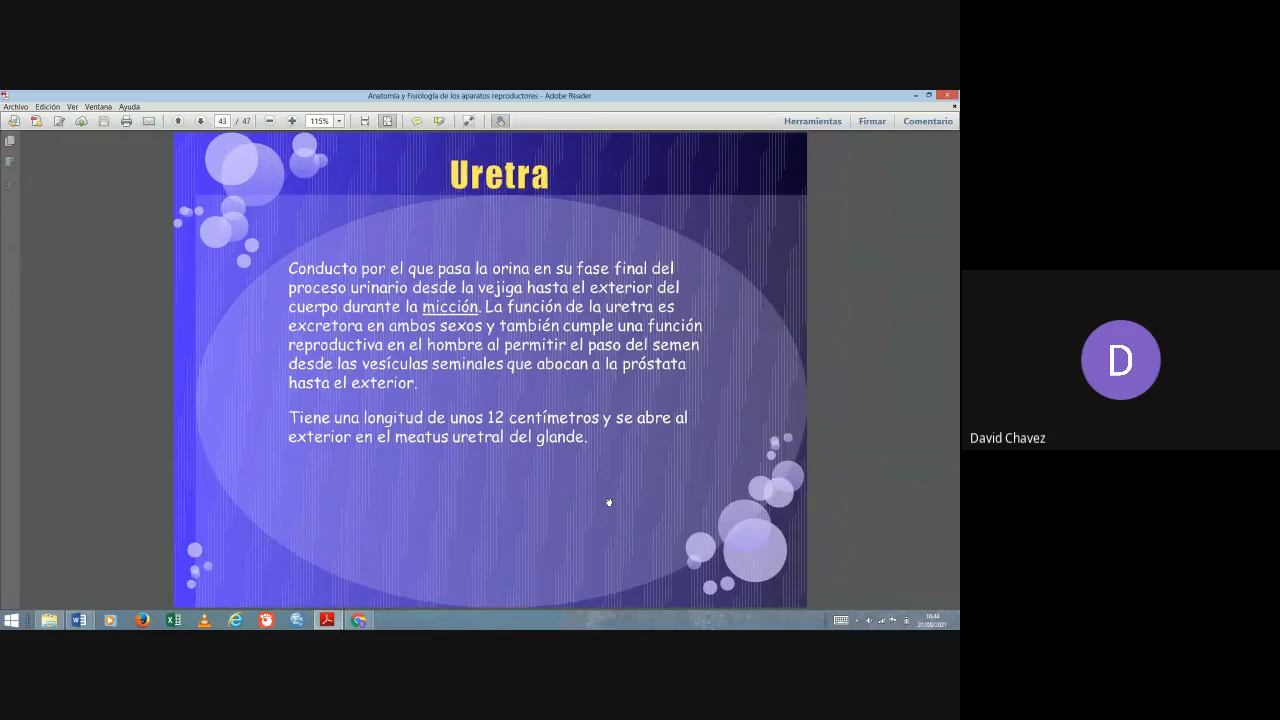 Anatomía y Fisiología de los aparatos reproductores - Adobe Reader
Archivo Edición Ver Ventana Ayuda
43 / 47
115%
Herramientas Firmar Comentario
Uretra
Conducto por el que pasa la orina en su fase final del
proceso urinario desde la vejiga hasta el exterior del
cuerpo durante la micción. La función de la uretra es
excretora en ambos sexos y también cumple una función
reproductiva en el hombre al permitir el paso del semen
desde las vesículas seminales que abocan a la próstata
hasta el exterior.
Tiene una longitud de unos 12 centímetros y se abre al
exterior en el meatus uretral del glande.
D
David Chavez
10:44
21/08/2021